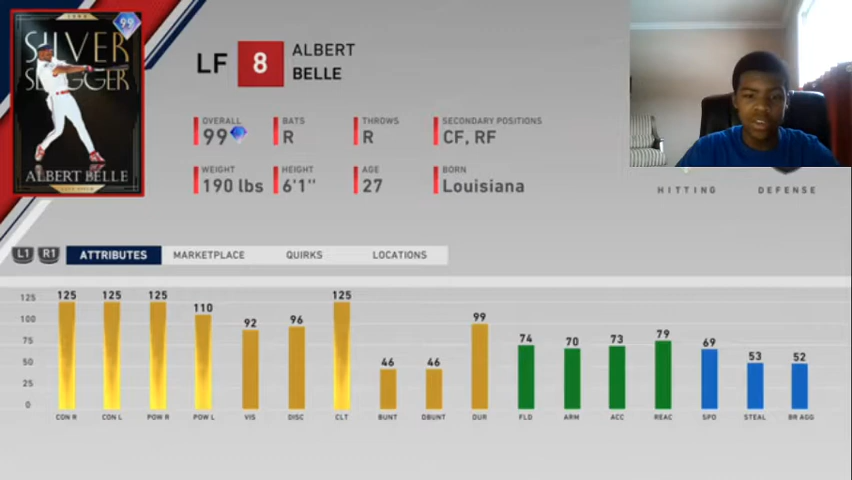 99
SILVER
SLUGGER
ALBERT BELLE
LF 8 ALBERT BELLE
OVERALL BATS THROWS SECONDARY POSITIONS
99 R R CF, RF
WEIGHT HEIGHT AGE BORN
190 lbs 6'1" 27 Louisiana
HITTING DEFENSE
L1 R1 ATTRIBUTES MARKETPLACE QUIRKS LOCATIONS
125 100 75 50 25 0
125 125 125 110 92 96 125 46 46 99 74 70 73 79 69 53 52
CON R CON L POW R POW L VIS DISC CLT BUNT DBUNT DUR FLD ARM ACC REAC SPD STEAL BR AGG